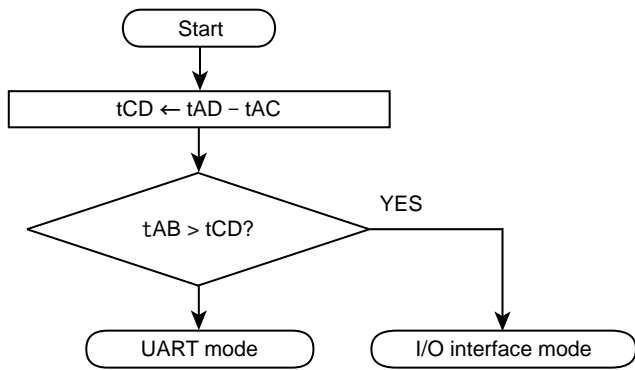 Start
tCD ← tAD − tAC
tAB > tCD?
YES
UART mode
I/O interface mode